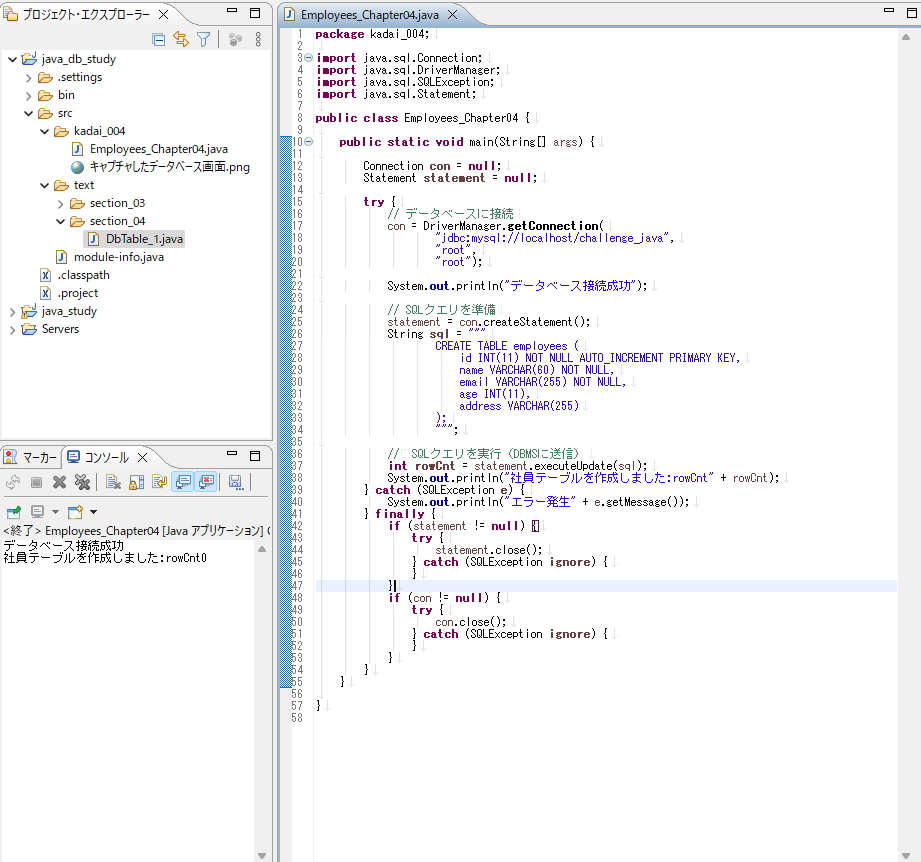 プロジェクト・エクスプローラー
java_db_study
.settings
bin
src
kadai_004
Employees_Chapter04.java
キャプチャしたデータベース画面.png
text
section_03
section_04
DbTable_1.java
module-info.java
.classpath
.project
java_study
Servers
マーカー
コンソール
<終了> Employees_Chapter04 [Java アプリケーション]
データベース接続成功
社員テーブルを作成しました:rowCnt0
Employees_Chapter04.java
1 package kadai_004;
2
3 import java.sql.Connection;
4 import java.sql.DriverManager;
5 import java.sql.SQLException;
6 import java.sql.Statement;
7
8 public class Employees_Chapter04 {
9
10 public static void main(String[] args) {
11
12 Connection con = null;
13 Statement statement = null;
14
15 try {
16 // データベースに接続
17 con = DriverManager.getConnection(
18 "jdbc:mysql://localhost/challenge_java",
19 "root",
20 "root");
21
22 System.out.println("データベース接続成功");
23
24 // SQLクエリを準備
25 statement = con.createStatement();
26 String sql = """
27 CREATE TABLE employees (
28 id INT(11) NOT NULL AUTO_INCREMENT PRIMARY KEY,
29 name VARCHAR(60) NOT NULL,
30 email VARCHAR(255) NOT NULL,
31 age INT(11),
32 address VARCHAR(255)
33 );
34 """;
35
36 // SQLクエリを実行（DBMSに送信）
37 int rowCnt = statement.executeUpdate(sql);
38 System.out.println("社員テーブルを作成しました:rowCnt" + rowCnt);
39 } catch (SQLException e) {
40 System.out.println("エラー発生" + e.getMessage());
41 } finally {
42 if (statement != null) {
43 try {
44 statement.close();
45 } catch (SQLException ignore) {
46 }
47 }
48 if (con != null) {
49 try {
50 con.close();
51 } catch (SQLException ignore) {
52 }
53 }
54 }
55 }
56
57 }
58